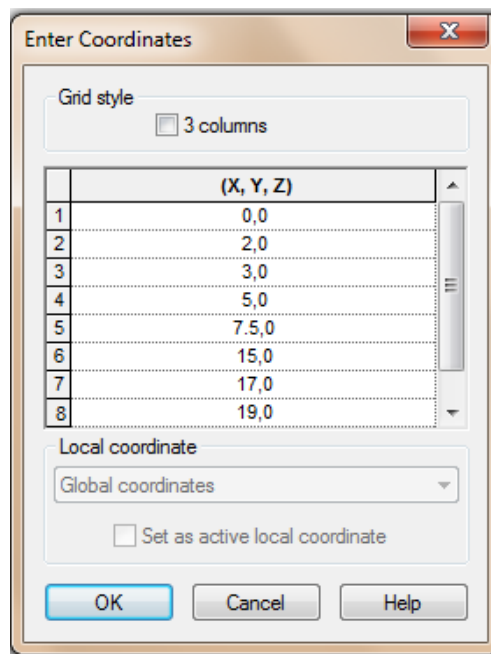 Enter Coordinates
Grid style
3 columns
(X, Y, Z)
1 0,0
2 2,0
3 3,0
4 5,0
5 7.5,0
6 15,0
7 17,0
8 19,0
Local coordinate
Global coordinates
Set as active local coordinate
OK Cancel Help